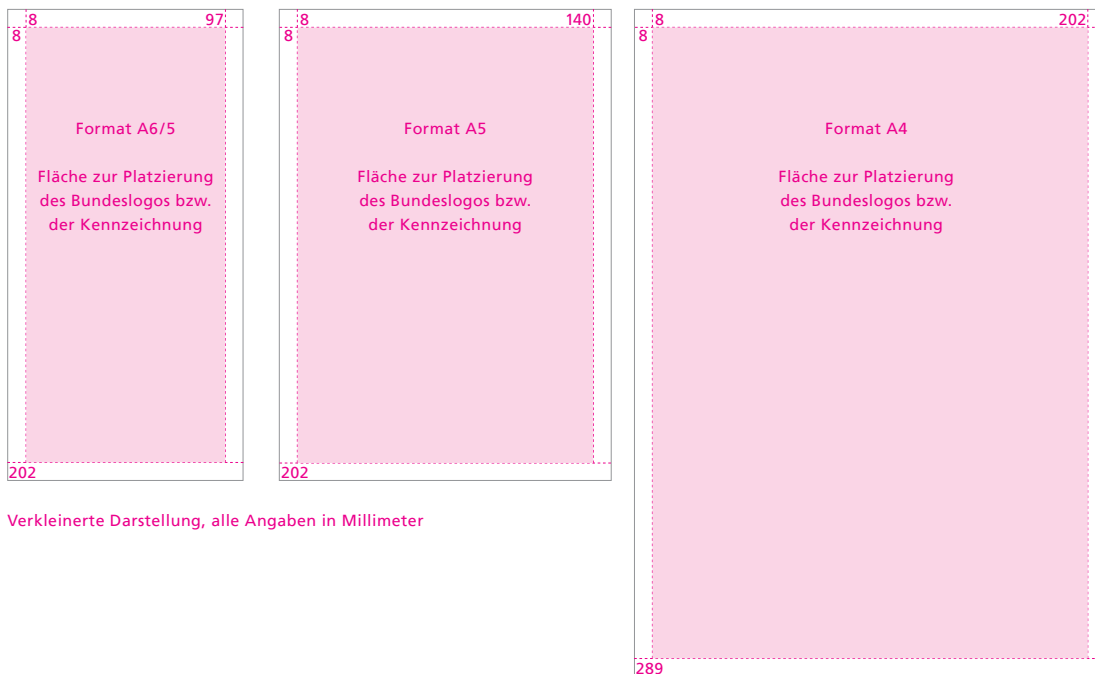 8
97
8
Format A6/5
Fläche zur Platzierung
des Bundeslogos bzw.
der Kennzeichnung
202
8
140
8
Format A5
Fläche zur Platzierung
des Bundeslogos bzw.
der Kennzeichnung
202
8
202
8
Format A4
Fläche zur Platzierung
des Bundeslogos bzw.
der Kennzeichnung
289
Verkleinerte Darstellung, alle Angaben in Millimeter